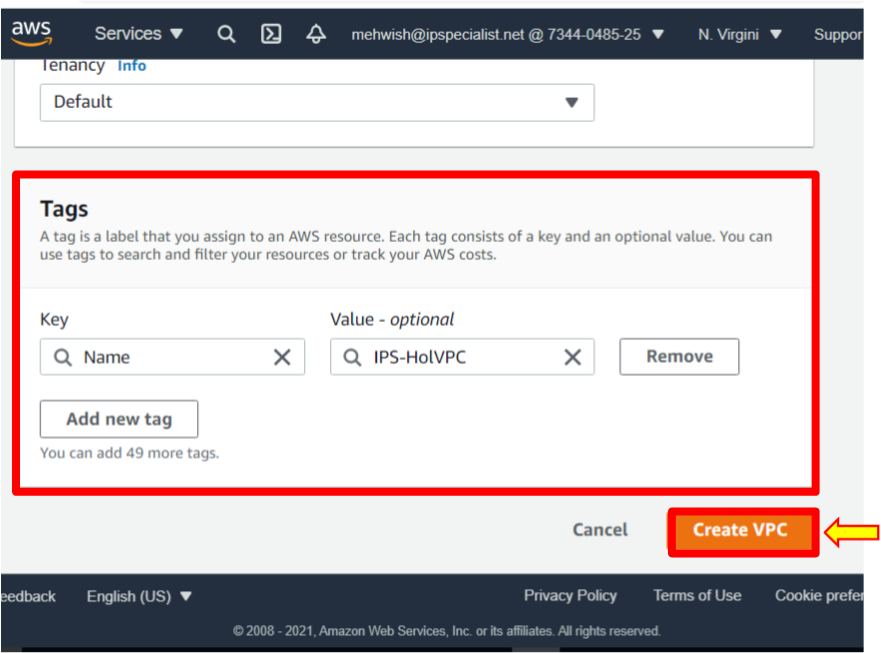 aws Services mehwish@ipspecialist.net @ 7344-0485-25 N. Virgini Suppor
Tenancy Info
Default
Tags
A tag is a label that you assign to an AWS resource. Each tag consists of a key and an optional value. You can
use tags to search and filter your resources or track your AWS costs.
Key Value - optional
Name IPS-HolVPC Remove
Add new tag
You can add 49 more tags.
Cancel Create VPC
eedback English (US) Privacy Policy Terms of Use Cookie prefer
© 2008 - 2021, Amazon Web Services, Inc. or its affiliates. All rights reserved.